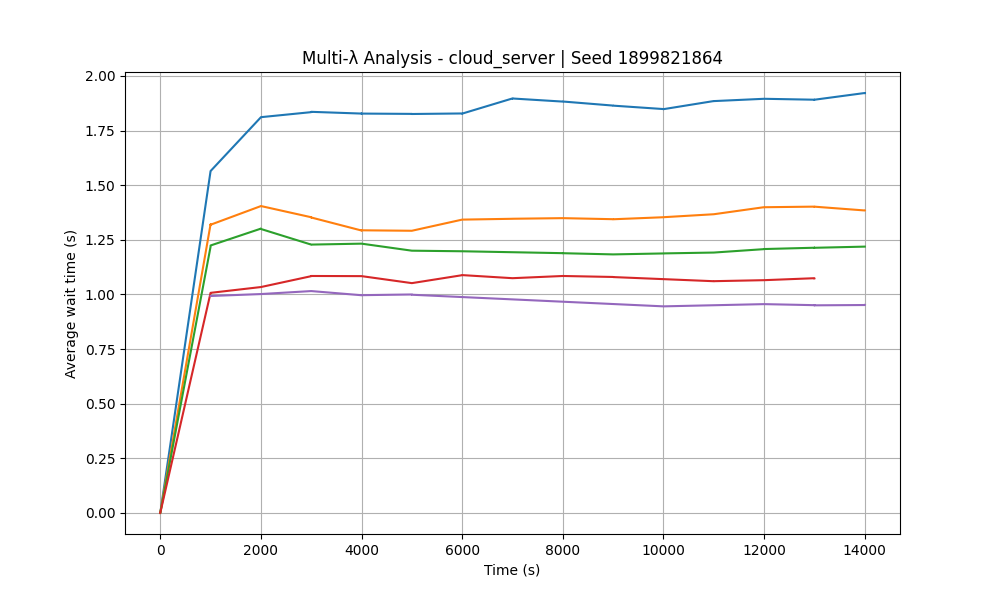 Multi-λ Analysis - cloud_server | Seed 1899821864
Average wait time (s)
2.00
1.75
1.50
1.25
1.00
0.75
0.50
0.25
0.00
0 2000 4000 6000 8000 10000 12000 14000
Time (s)